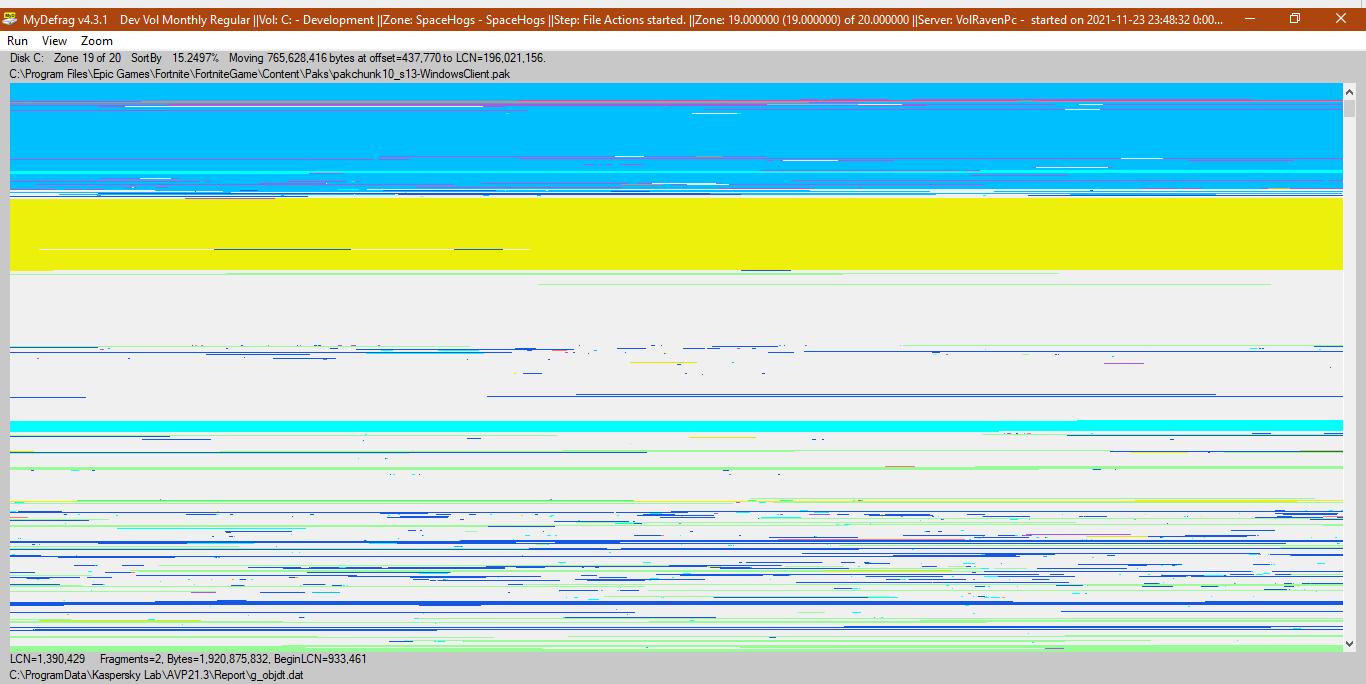 MyDefrag v4.3.1 Dev Vol Monthly Regular ||Vol: C: - Development ||Zone: SpaceHogs - SpaceHogs ||Step: File Actions started. ||Zone: 19.000000 (19.000000) of 20.000000 ||Server: VolRavenPc - started on 2021-11-23 23:48:32 0:00...
Run View Zoom
Disk C: Zone 19 of 20 SortBy 15.2497% Moving 765,628,416 bytes at offset=437,770 to LCN=196,021,156.
C:\Program Files\Epic Games\Fortnite\FortniteGame\Content\Paks\pakchunk10_s13-WindowsClient.pak
LCN=1,390,429 Fragments=2, Bytes=1,920,875,832, BeginLCN=933,461
C:\ProgramData\Kaspersky Lab\AVP21.3\Report\g_objdt.dat